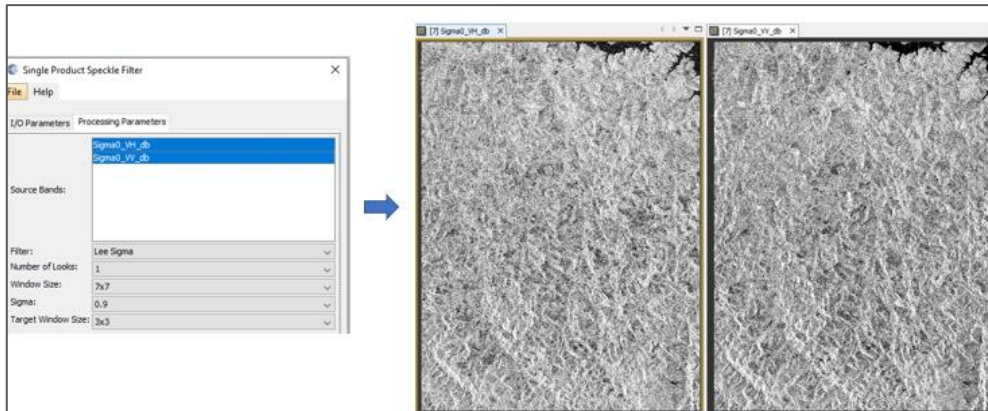 Single Product Speckle Filter
File Help
I/O Parameters Processing Parameters
Source Bands:
Sigma0_VH_db
Sigma0_VV_db
Filter: Lee Sigma
Number of Looks: 1
Window Size: 7x7
Sigma: 0.9
Target Window Size: 3x3
[7] Sigma0_VH_db
[7] Sigma0_VV_db